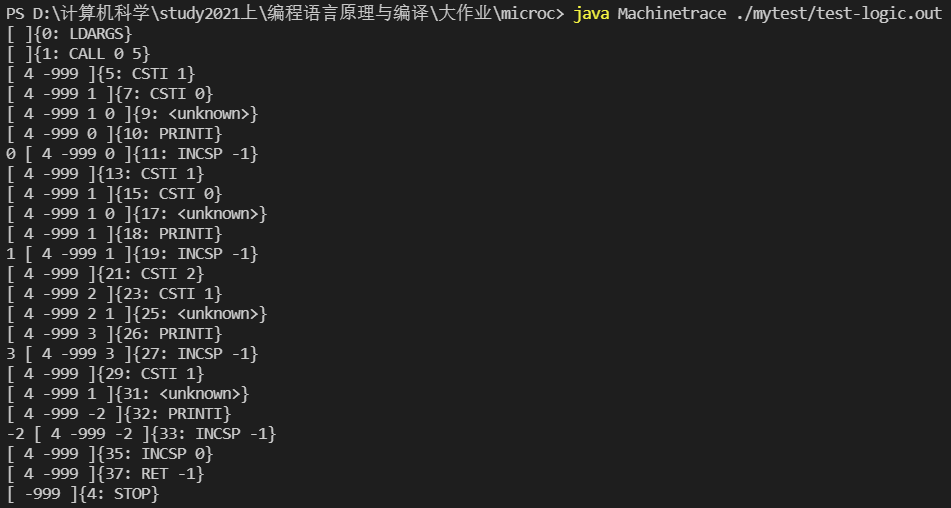 PS D:\计算机科学\study2021上\编程语言原理与编译\大作业\microc> java Machinetrace ./mytest/test-logic.out
[ ]{0: LDARGS}
[ ]{1: CALL 0 5}
[ 4 -999 ]{5: CSTI 1}
[ 4 -999 1 ]{7: CSTI 0}
[ 4 -999 1 0 ]{9: <unknown>}
[ 4 -999 0 ]{10: PRINTI}
0 [ 4 -999 0 ]{11: INCSP -1}
[ 4 -999 ]{13: CSTI 1}
[ 4 -999 1 ]{15: CSTI 0}
[ 4 -999 1 0 ]{17: <unknown>}
[ 4 -999 1 ]{18: PRINTI}
1 [ 4 -999 1 ]{19: INCSP -1}
[ 4 -999 ]{21: CSTI 2}
[ 4 -999 2 ]{23: CSTI 1}
[ 4 -999 2 1 ]{25: <unknown>}
[ 4 -999 3 ]{26: PRINTI}
3 [ 4 -999 3 ]{27: INCSP -1}
[ 4 -999 ]{29: CSTI 1}
[ 4 -999 1 ]{31: <unknown>}
[ 4 -999 -2 ]{32: PRINTI}
-2 [ 4 -999 -2 ]{33: INCSP -1}
[ 4 -999 ]{35: INCSP 0}
[ 4 -999 ]{37: RET -1}
[ -999 ]{4: STOP}